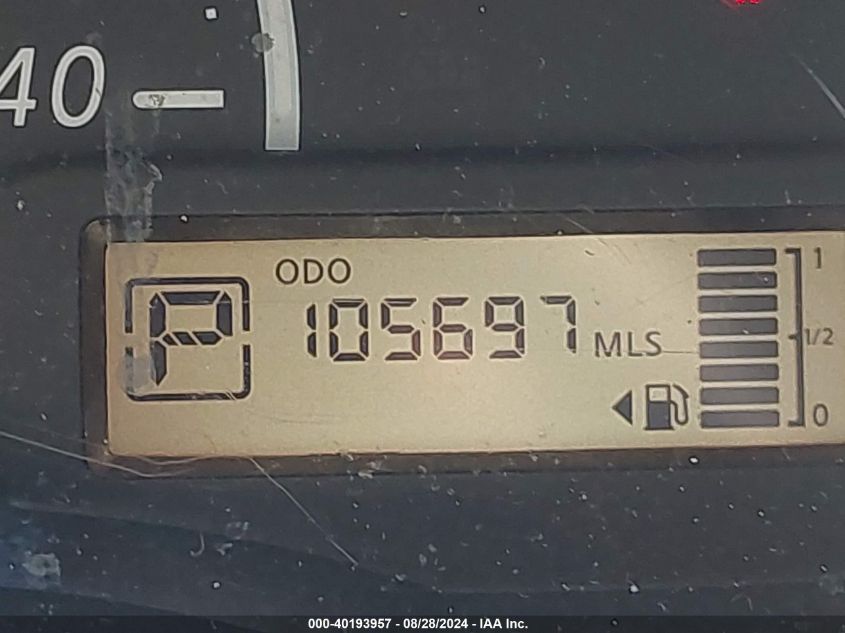 40
ODO
P
105697 MLS
1
1/2
0
000-40193957 - 08/28/2024 - IAA Inc.